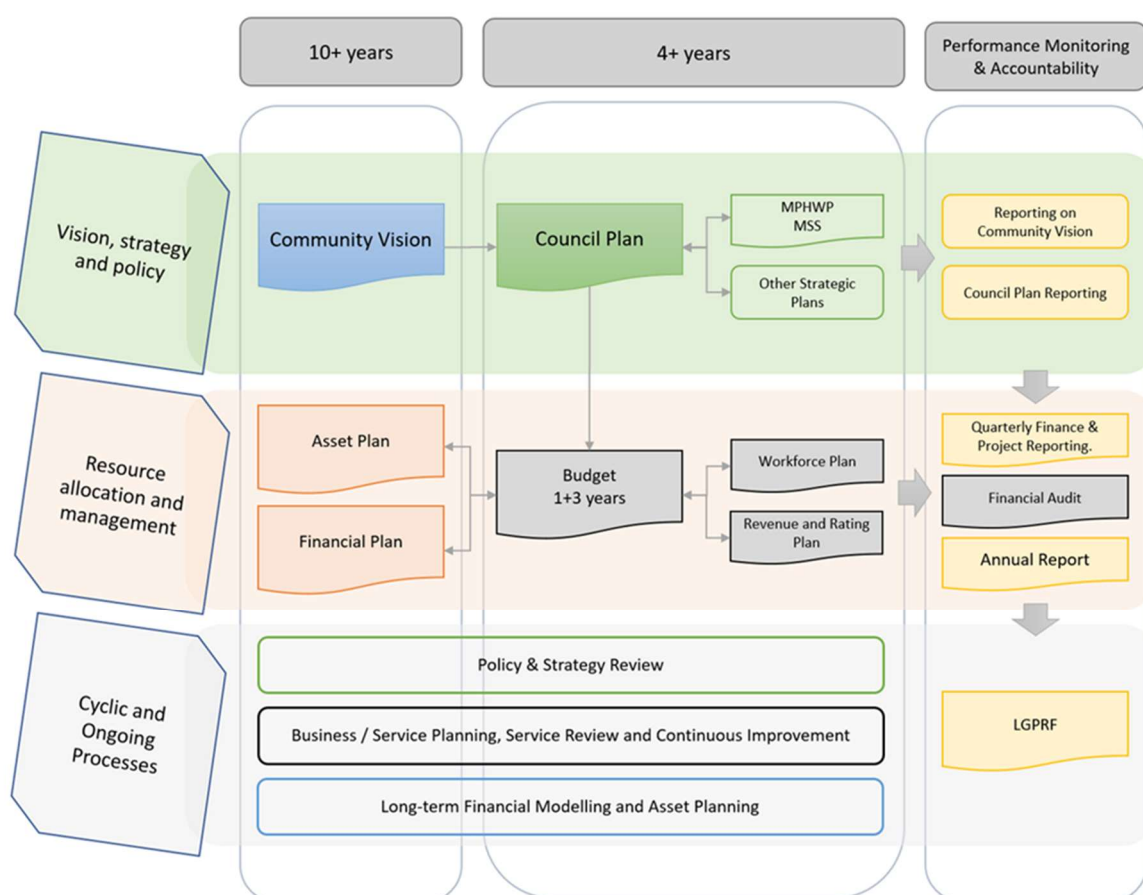 10+ years
4+ years
Performance Monitoring
& Accountability
Vision, strategy
and policy
Community Vision
Council Plan
MPHWP
MSS
Other Strategic
Plans
Reporting on
Community Vision
Council Plan Reporting
Resource
allocation and
management
Asset Plan
Financial Plan
Budget
1+3 years
Workforce Plan
Revenue and Rating
Plan
Quarterly Finance &
Project Reporting.
Financial Audit
Annual Report
Cyclic and
Ongoing
Processes
Policy & Strategy Review
Business / Service Planning, Service Review and Continuous Improvement
Long-term Financial Modelling and Asset Planning
LGPRF